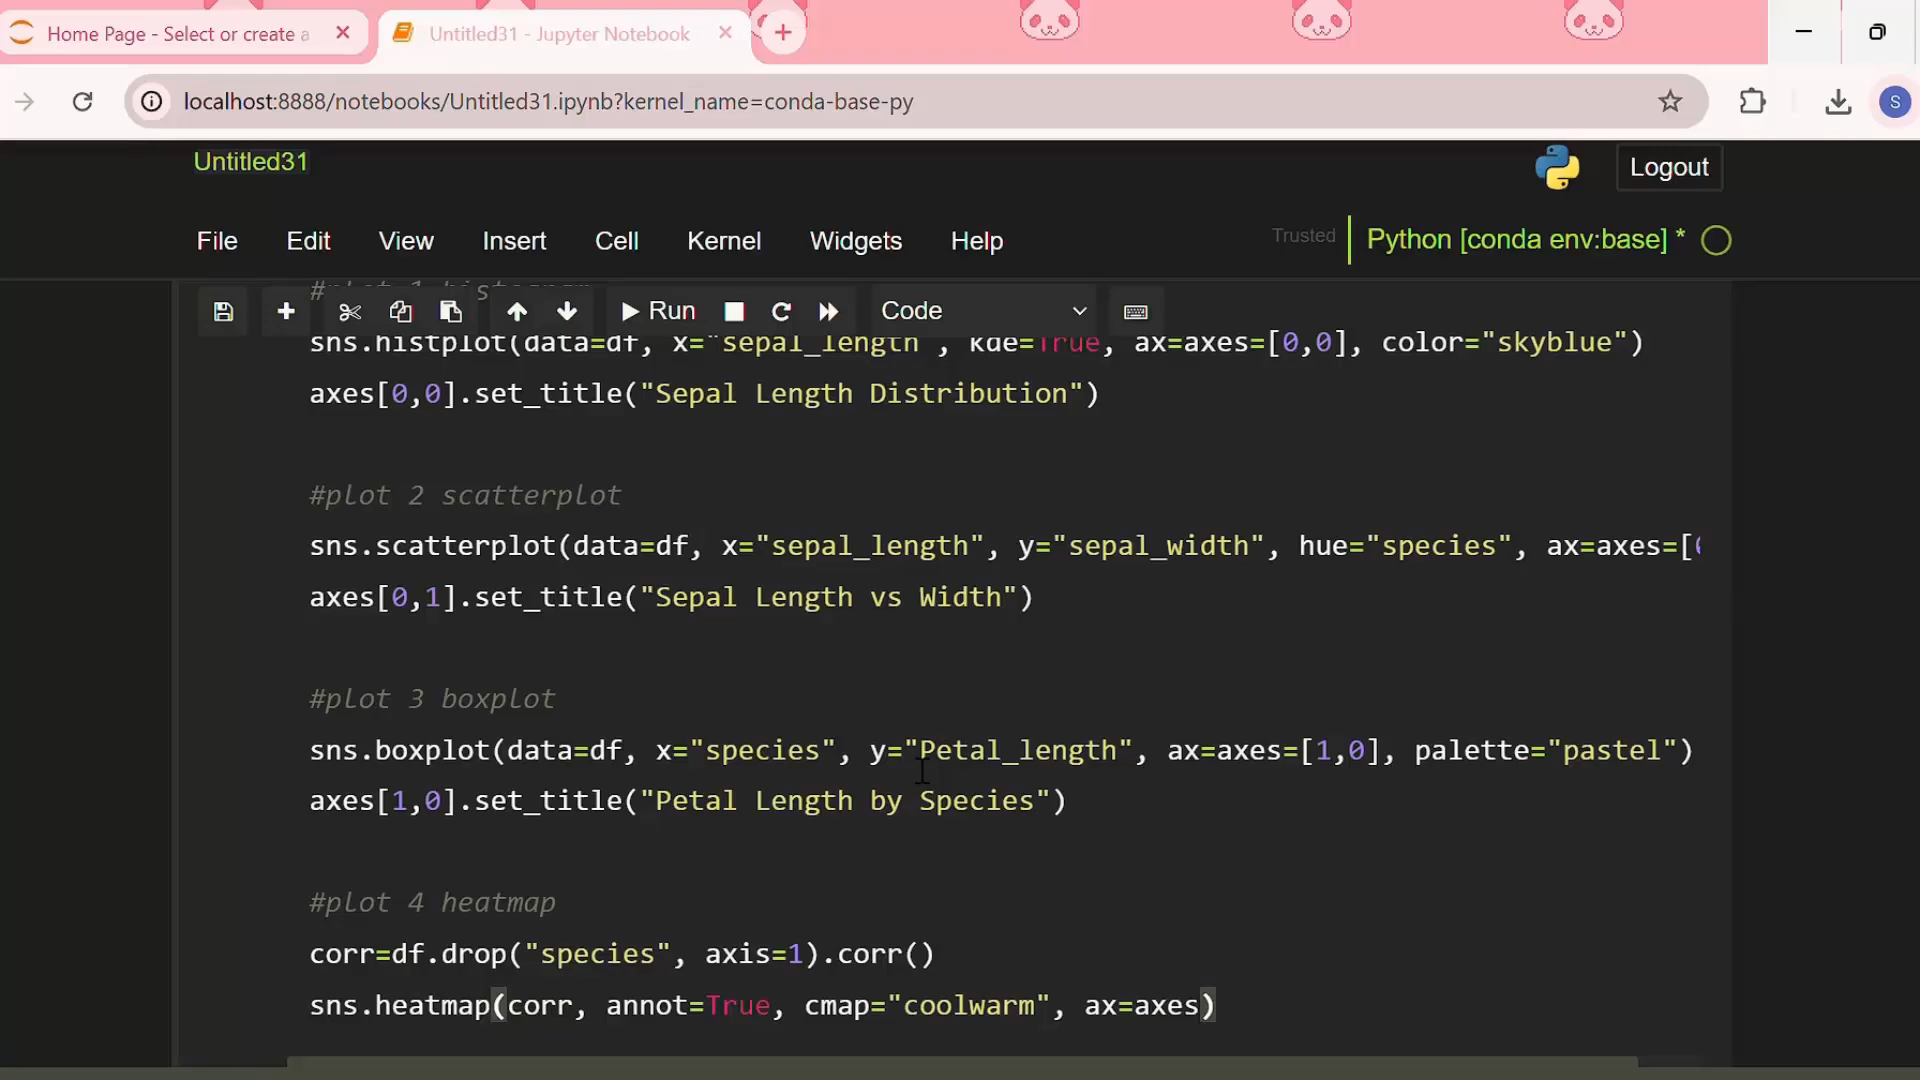 Home Page - Select or create a
Untitled31 - Jupyter Notebook
localhost:8888/notebooks/Untitled31.ipynb?kernel_name=conda-base-py
S
Untitled31
Logout
File Edit View Insert Cell Kernel Widgets Help
Trusted
Python [conda env:base] *
#plot 1 histogram
Run
Code
sns.histplot(data=df, x="sepal_length", kde=True, ax=axes=[0,0], color="skyblue")
axes[0,0].set_title("Sepal Length Distribution")
#plot 2 scatterplot
sns.scatterplot(data=df, x="sepal_length", y="sepal_width", hue="species", ax=axes=[
axes[0,1].set_title("Sepal Length vs Width")
#plot 3 boxplot
sns.boxplot(data=df, x="species", y="Petal_length", ax=axes=[1,0], palette="pastel")
axes[1,0].set_title("Petal Length by Species")
#plot 4 heatmap
corr=df.drop("species", axis=1).corr()
sns.heatmap(corr, annot=True, cmap="coolwarm", ax=axes)